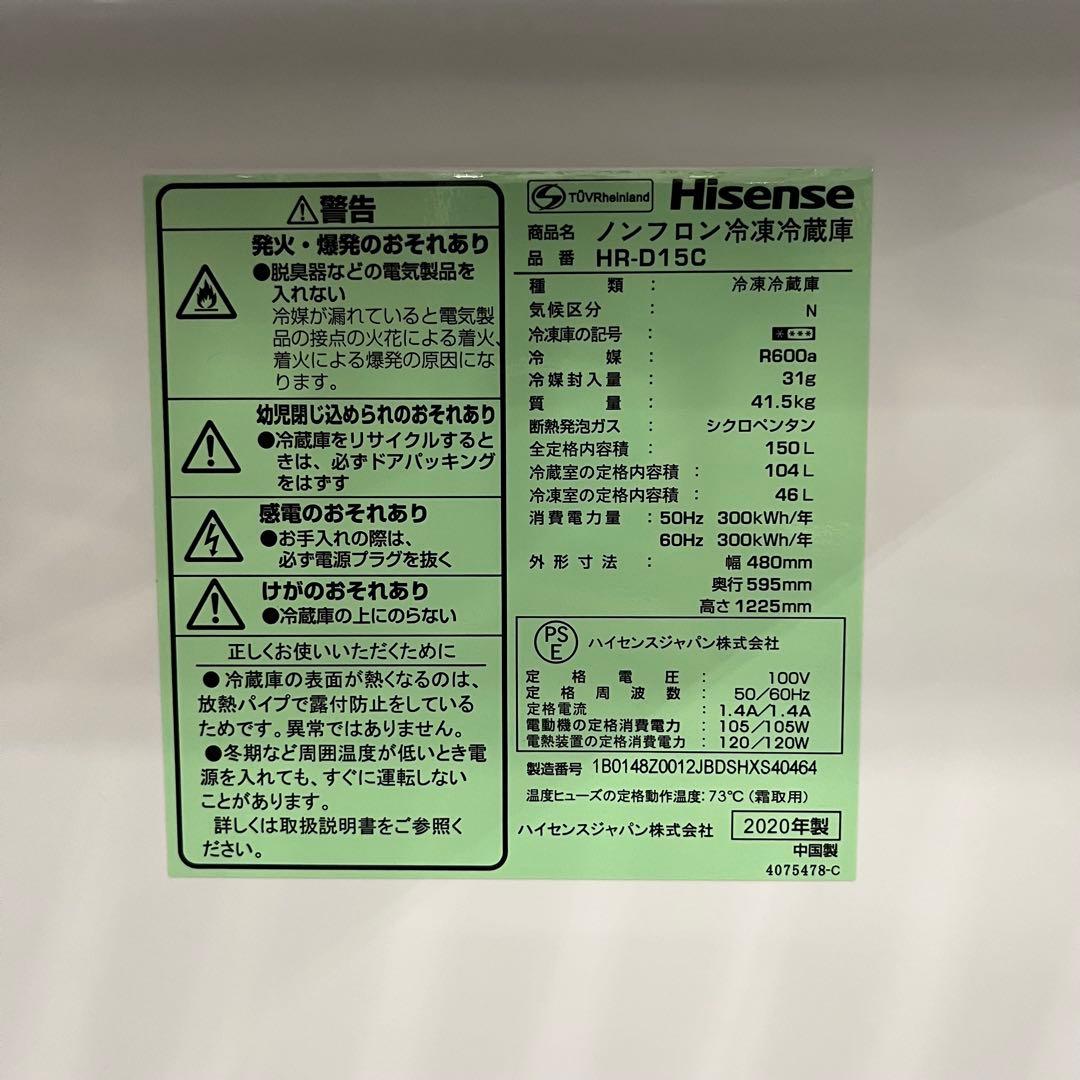 警告
発火・爆発のおそれあり
●脱臭器などの電気製品を
入れない
冷媒が漏れていると電気製
品の接点の火花による着火、
着火による爆発の原因にな
ります。
幼児閉じ込められのおそれあり
●冷蔵庫をリサイクルすると
きは、必ずドアパッキング
をはずす
感電のおそれあり
●お手入れの際は、
必ず電源プラグを抜く
けがのおそれあり
●冷蔵庫の上にのらない
正しくお使いいただくために
●冷蔵庫の表面が熱くなるのは、
放熱パイプで露付防止をしている
ためです。異常ではありません。
●冬期など周囲温度が低いとき電
源を入れても、すぐに運転しない
ことがあります。
詳しくは取扱説明書をご参照く
ださい。
TÜVRheinland Hisense
商品名 ノンフロン冷凍冷蔵庫
品番 HR-D15C
種類 : 冷凍冷蔵庫
気候区分 : N
冷凍庫の記号 : ****
冷媒 : R600a
冷媒封入量 : 31g
質量 : 41.5kg
断熱発泡ガス : シクロペンタン
全定格内容積 : 150L
冷蔵室の定格内容積 : 104L
冷凍室の定格内容積 : 46L
消費電力量 : 50Hz 300kWh/年
60Hz 300kWh/年
外形寸法 : 幅480mm
奥行595mm
高さ1225mm
PSE ハイセンスジャパン株式会社
定格電圧 : 100V
定格周波数 : 50/60Hz
定格電流 : 1.4A/1.4A
電動機の定格消費電力 : 105/105W
電熱装置の定格消費電力 : 120/120W
製造番号 1B0148Z0012JBDSHXS40464
温度ヒューズの定格動作温度:73℃(霜取用)
ハイセンスジャパン株式会社 2020年製
中国製
4075478-C